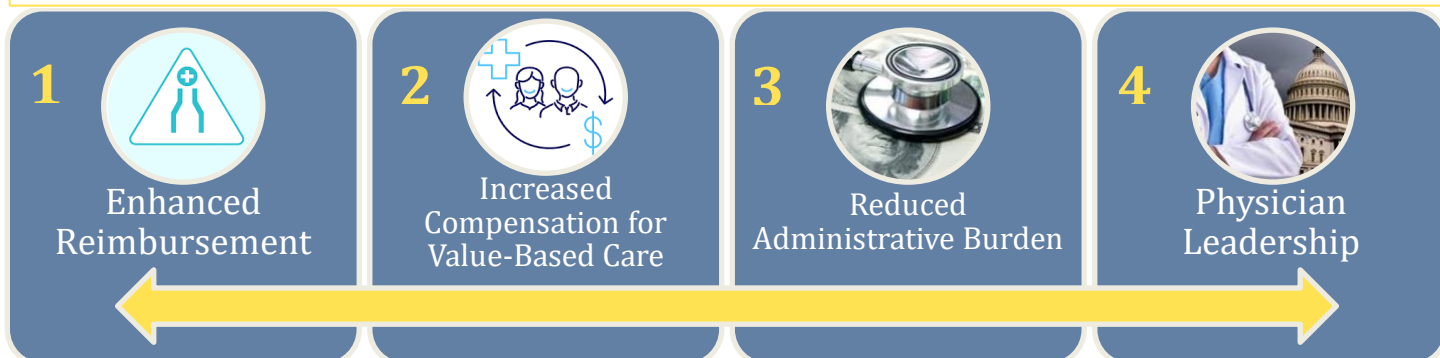 1
Enhanced
Reimbursement
2
$
Increased
Compensation for
Value-Based Care
3
Reduced
Administrative Burden
4
Physician
Leadership